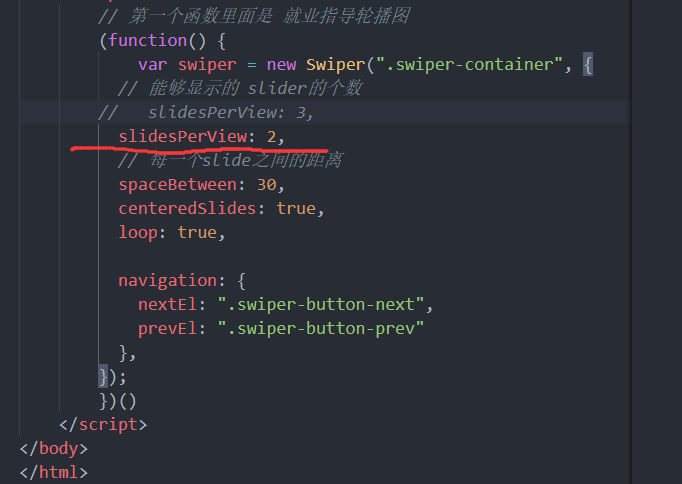 // 第一个函数里面是 就业指导轮播图
(function() {
var swiper = new Swiper(".swiper-container", {
// 能够显示的 slider的个数
//   slidesPerView: 3,
slidesPerView: 2,
// 每一个slide之间的距离
spaceBetween: 30,
centeredSlides: true,
loop: true,
navigation: {
nextEl: ".swiper-button-next",
prevEl: ".swiper-button-prev"
},
});
})()
</script>
</body>
</html>